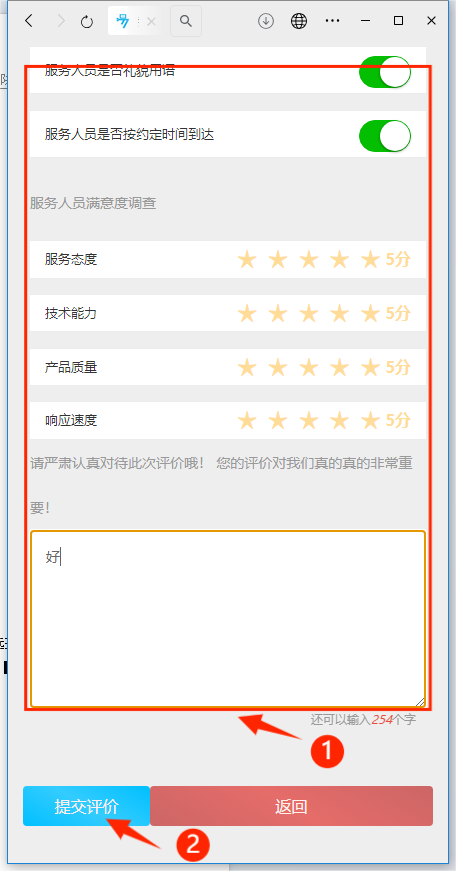 服务人员是否礼貌用语
服务人员是否按约定时间到达
服务人员满意度调查
服务态度 5分
技术能力 5分
产品质量 5分
响应速度 5分
请严肃认真对待此次评价哦! 您的评价对我们真的真的非常重
要!
好
还可以输入254个字
1
提交评价 返回
2